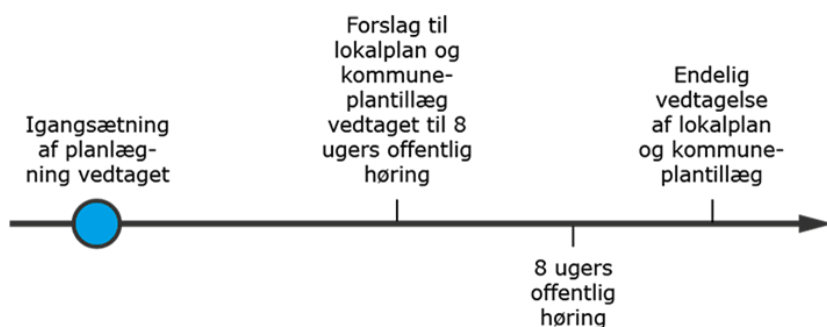 Igangsætning
af planlæg-
ning vedtaget
Forslag til
lokalplan og
kommune-
plantillæg
vedtaget til 8
ugers offentlig
høring
8 ugers
offentlig
høring
Endelig
vedtagelse
af lokalplan
og kommune-
plantillæg